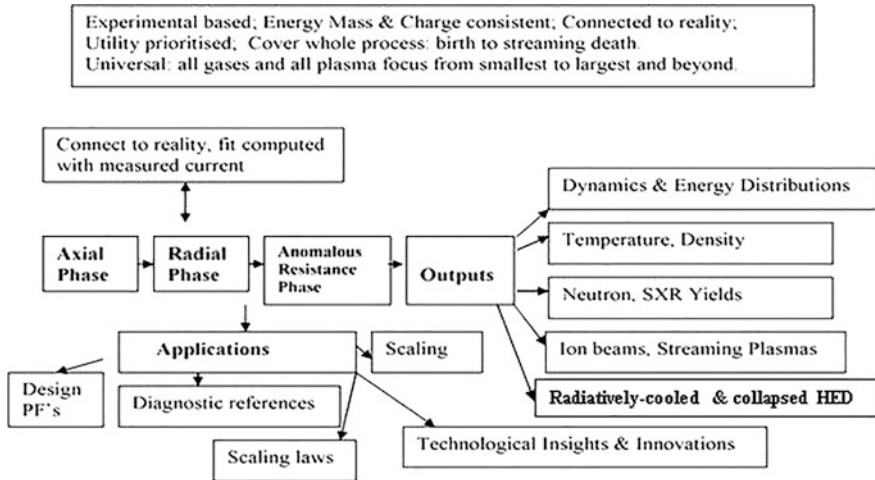 Experimental based; Energy Mass & Charge consistent; Connected to reality;
Utility prioritised; Cover whole process: birth to streaming death.
Universal: all gases and all plasma focus from smallest to largest and beyond.
Connect to reality, fit computed
with measured current
Axial
Phase
Radial
Phase
Anomalous
Resistance
Phase
Outputs
Dynamics & Energy Distributions
Temperature, Density
Neutron, SXR Yields
Ion beams, Streaming Plasmas
Radiatively-cooled & collapsed HED
Applications
Scaling
Design
PF's
Diagnostic references
Scaling laws
Technological Insights & Innovations